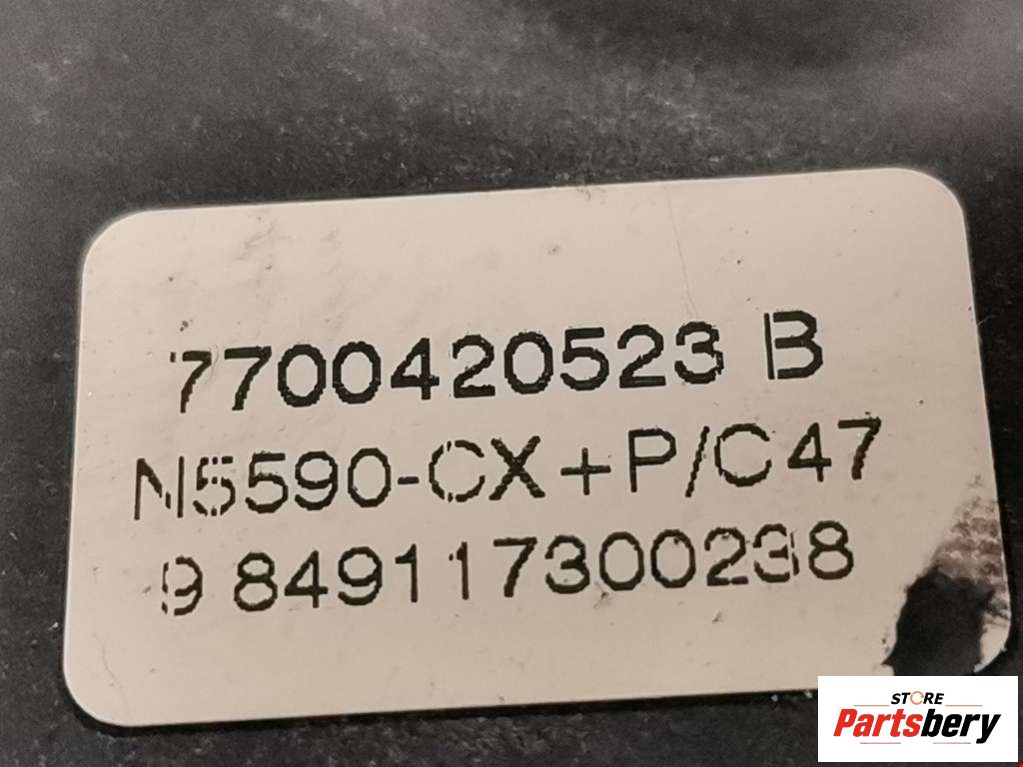 7700420523 B
N5590-CX+P/C47
9 849117300238
STORE
Partsbery